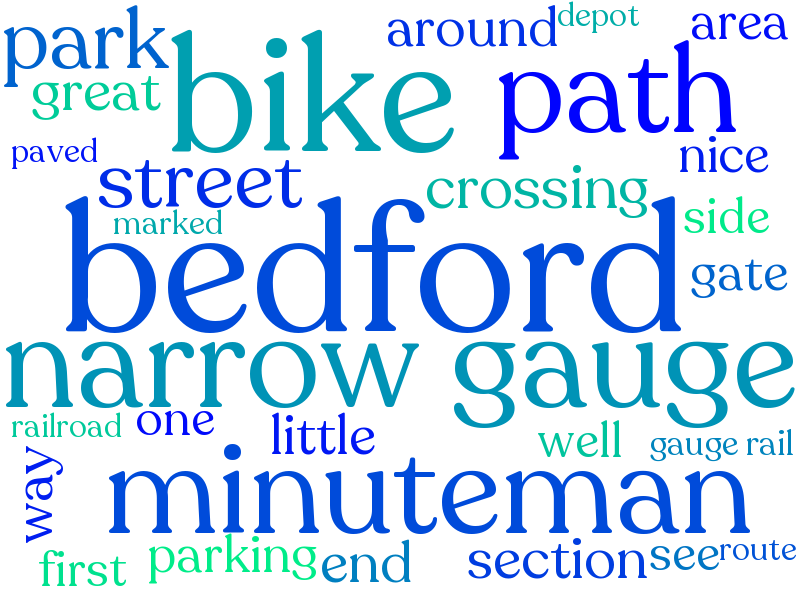 park
bike
around
depot
area
great
path
paved
street
nice
crossing
marked
side
bedford
gate
narrow gauge
railroad
one
little
well
gauge rail
way
minuteman
first
parking
end
section
see
route